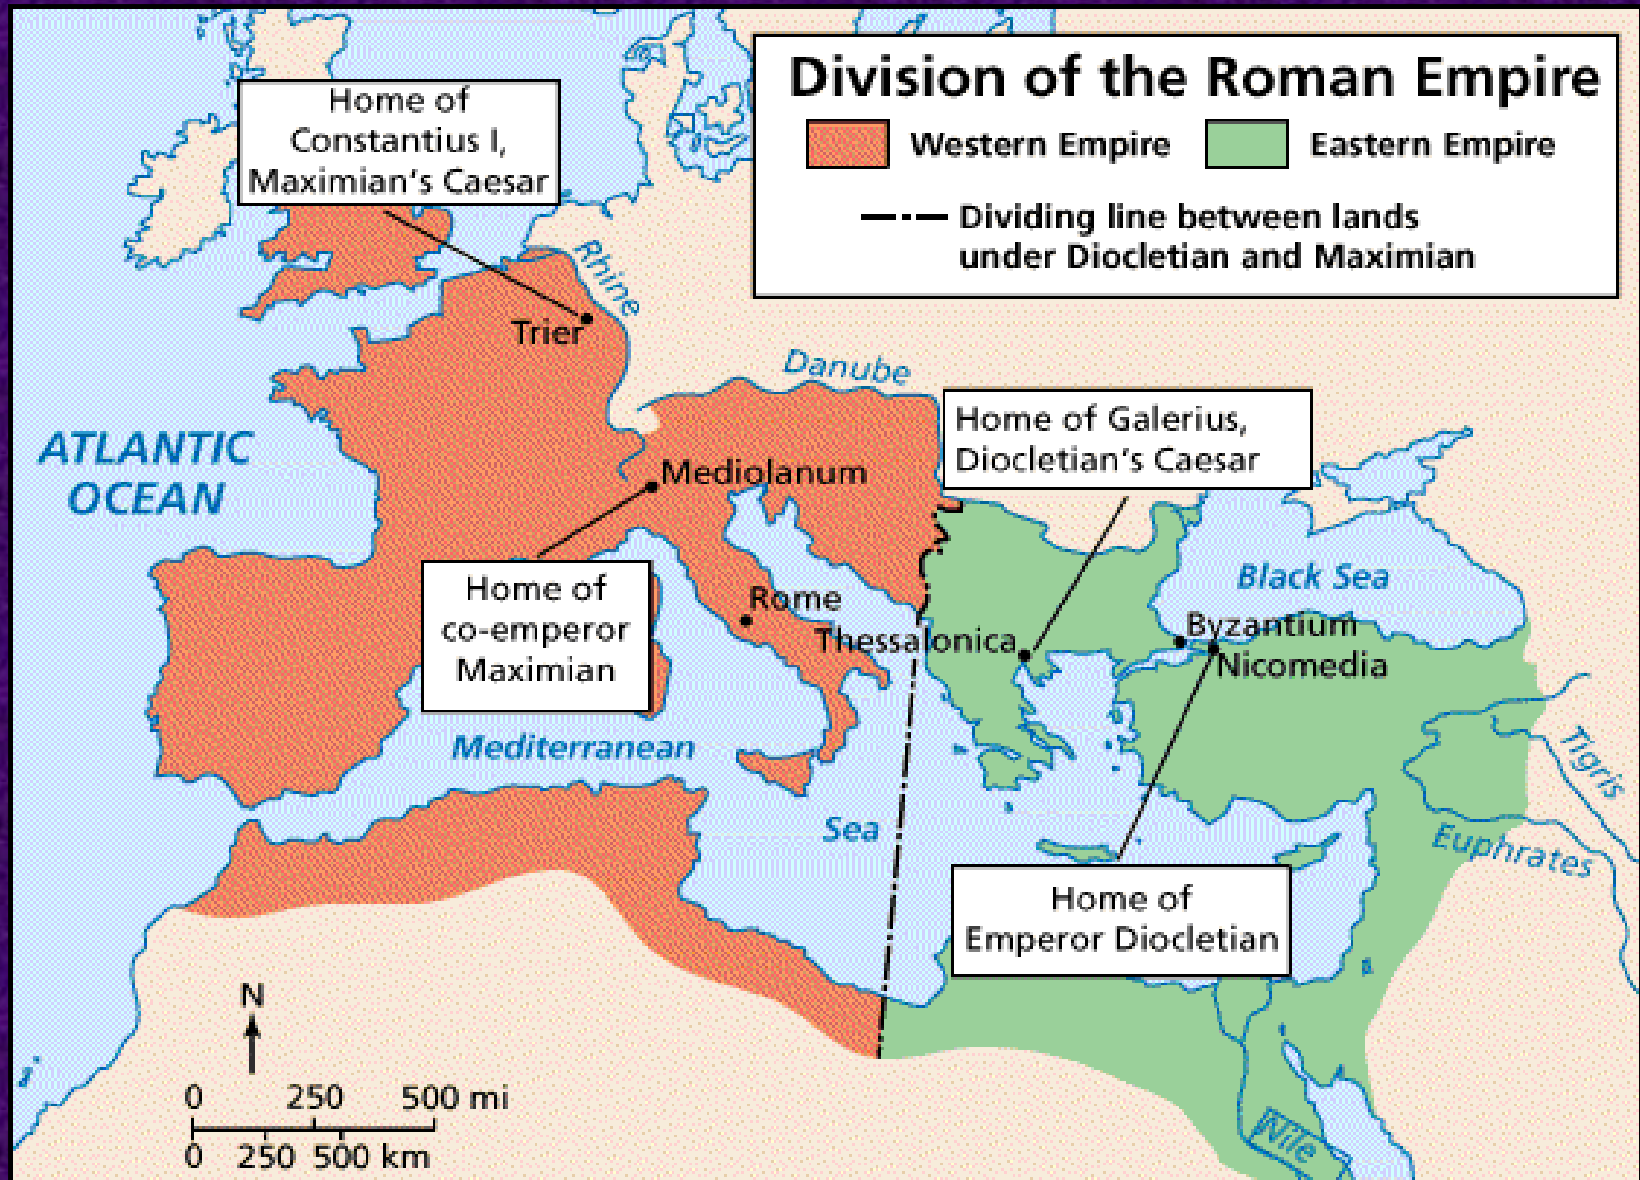 Division of the Roman Empire
Western Empire
Eastern Empire
Dividing line between lands
under Diocletian and Maximian
Home of
Constantius I,
Maximian's Caesar
Rhine
Trier
Danube
Home of Galerius,
Diocletian's Caesar
ATLANTIC
OCEAN
Mediolanum
Black Sea
Home of
co-emperor
Maximian
Rome
Thessalonica
Byzantium
Nicomedia
Mediterranean
Sea
Tigris
Euphrates
Home of
Emperor Diocletian
N
0 250 500 mi
0 250 500 km
Nile